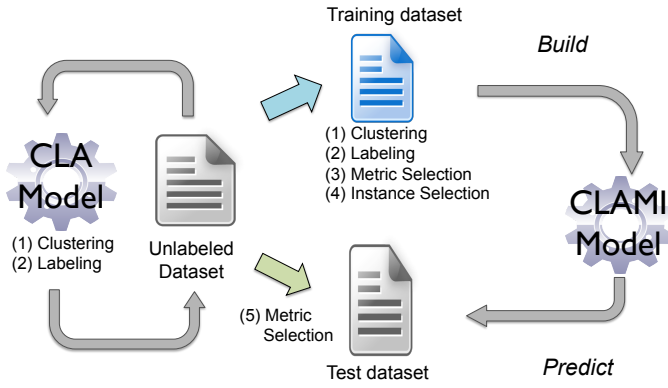 Training dataset
Build
CLA
Model
(1) Clustering
(2) Labeling
Unlabeled
Dataset
(1) Clustering
(2) Labeling
(3) Metric Selection
(4) Instance Selection
CLAMI
Model
(5) Metric
Selection
Test dataset
Predict